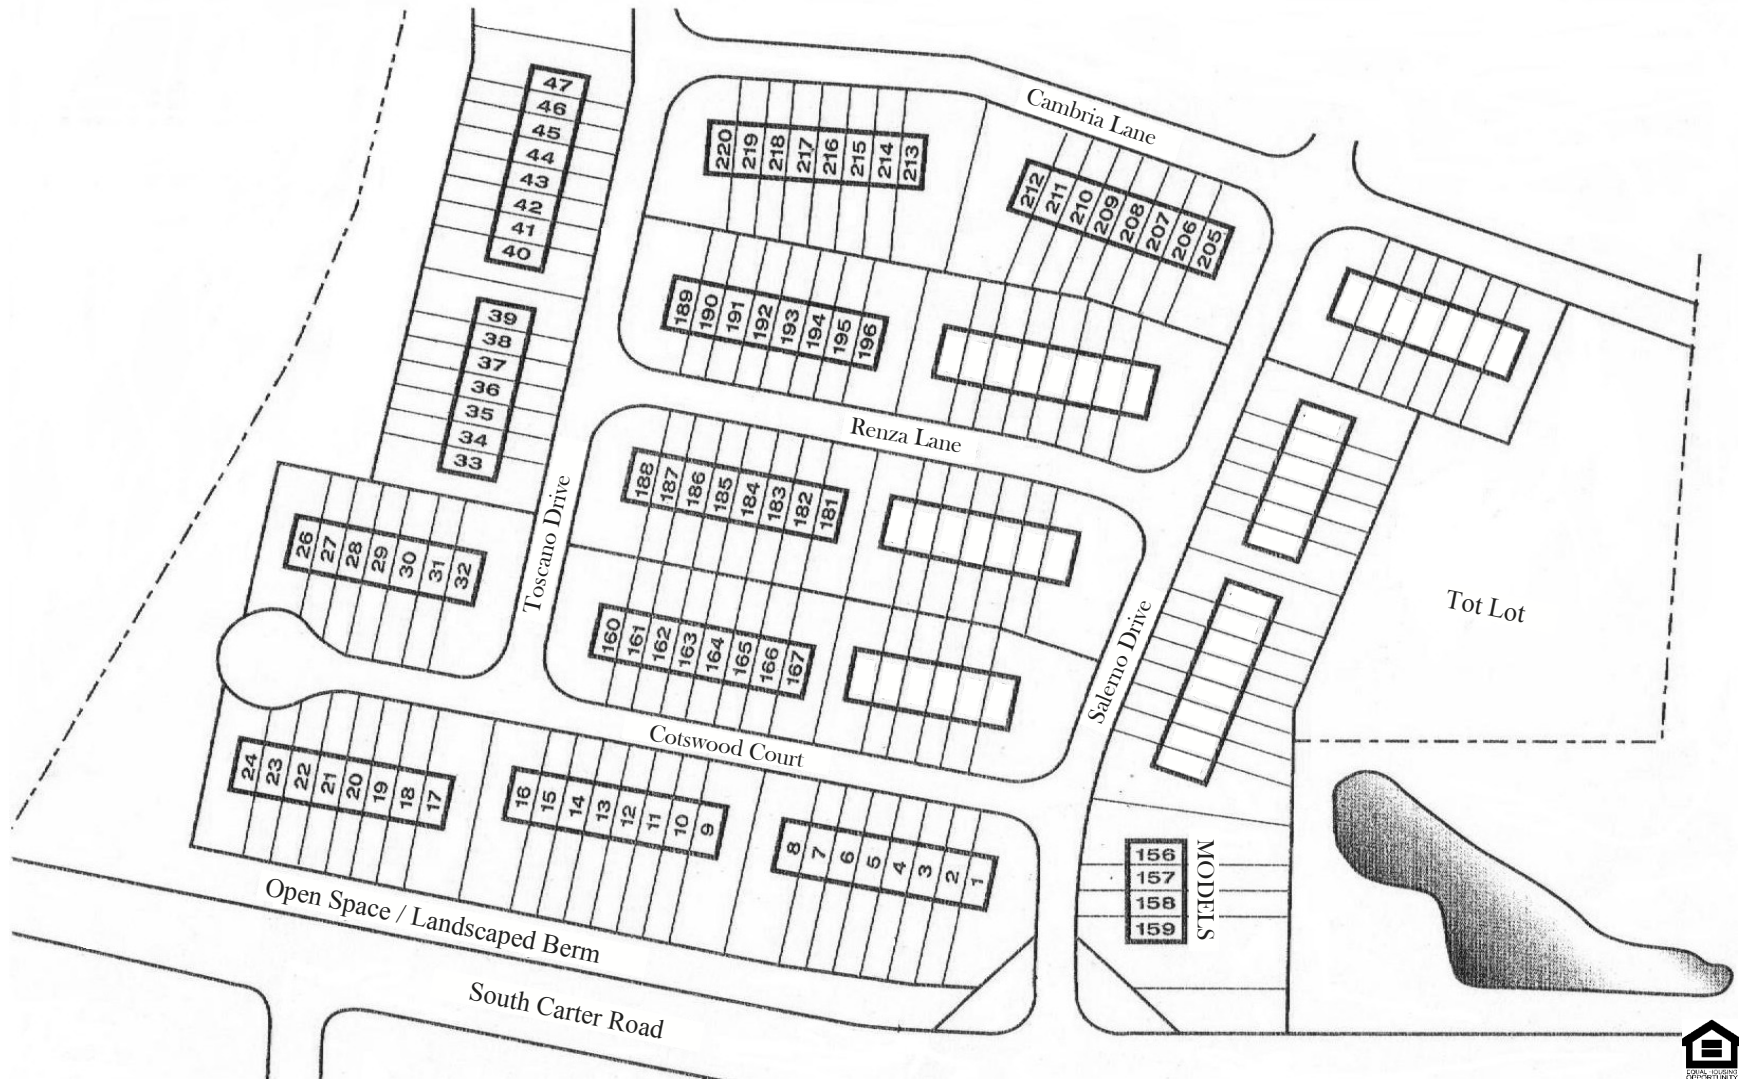 Cambria Lane
47
46
45
44
43
42
41
40
220 219 218 217 216 215 214 213
212 211 210 209 208 207 206 205
39
38
37
36
35
34
33
189 190 191 192 193 194 195 196
Renza Lane
188 187 186 185 184 183 182 181
Toscano Drive
26 27 28 29 30 31 32
160 161 162 163 164 165 166 167
Salerno Drive
Tot Lot
Cotswood Court
24 23 22 21 20 19 18 17
16 15 14 13 12 11 10 9
8 7 6 5 4 3 2 1
156
157
158
159
MODELS
Open Space / Landscaped Berm
South Carter Road
EQUAL HOUSING
OPPORTUNITY